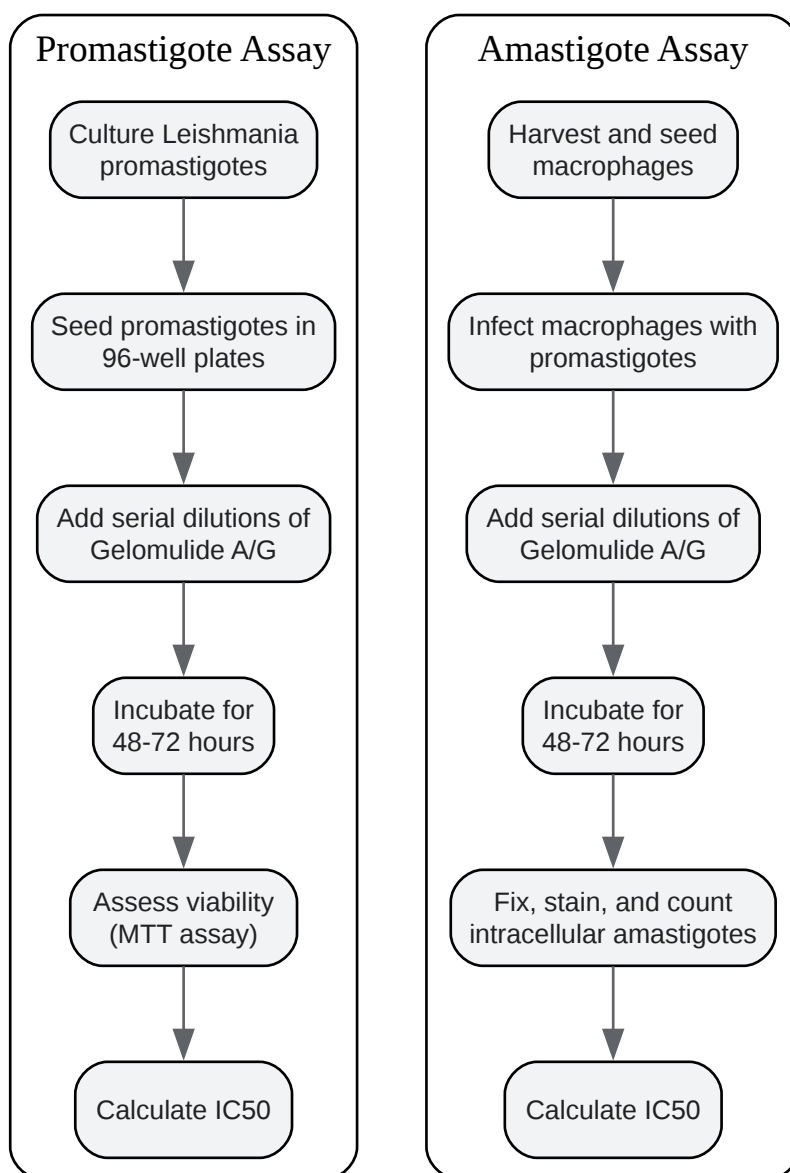 Promastigote Assay
Culture Leishmania
promastigotes
Seed promastigotes in
96-well plates
Add serial dilutions of
Gelomulide A/G
Incubate for
48-72 hours
Assess viability
(MTT assay)
Calculate IC50
Amastigote Assay
Harvest and seed
macrophages
Infect macrophages with
promastigotes
Add serial dilutions of
Gelomulide A/G
Incubate for
48-72 hours
Fix, stain, and count
intracellular amastigotes
Calculate IC50